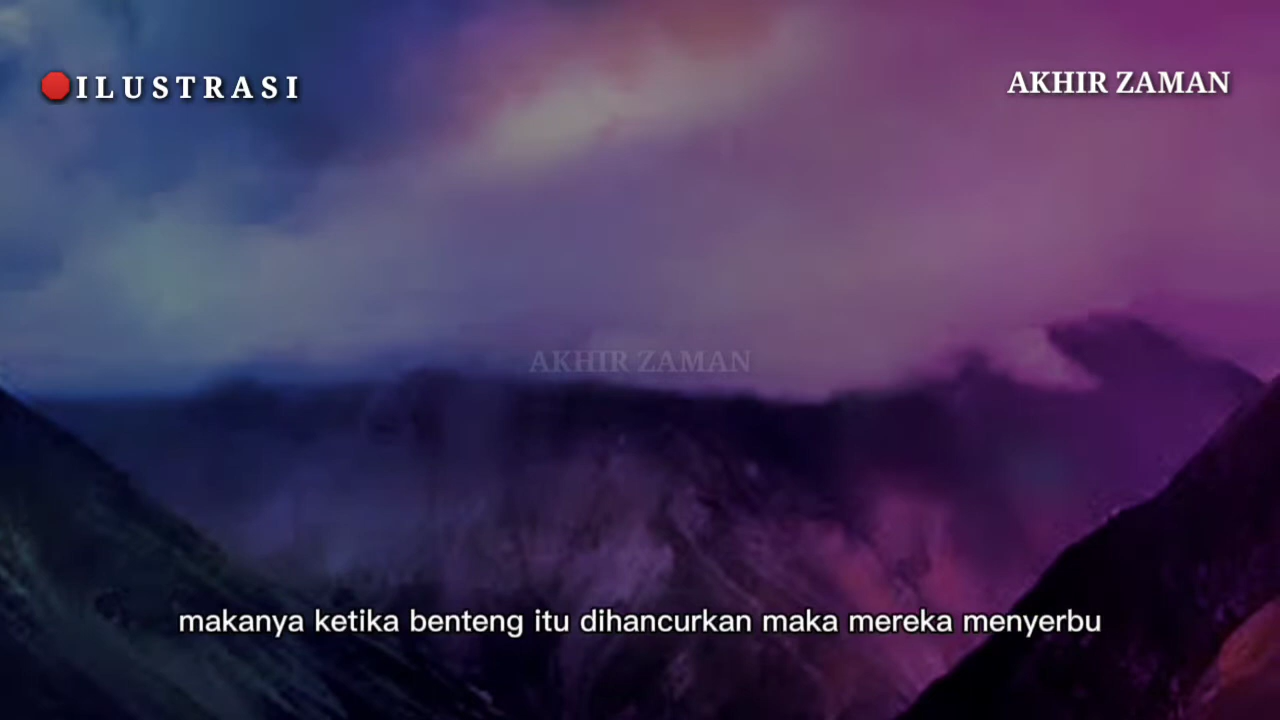 🛑ILUSTRASI
AKHIR ZAMAN
AKHIR ZAMAN
makanya ketika benteng itu dihancurkan maka mereka menyerbu